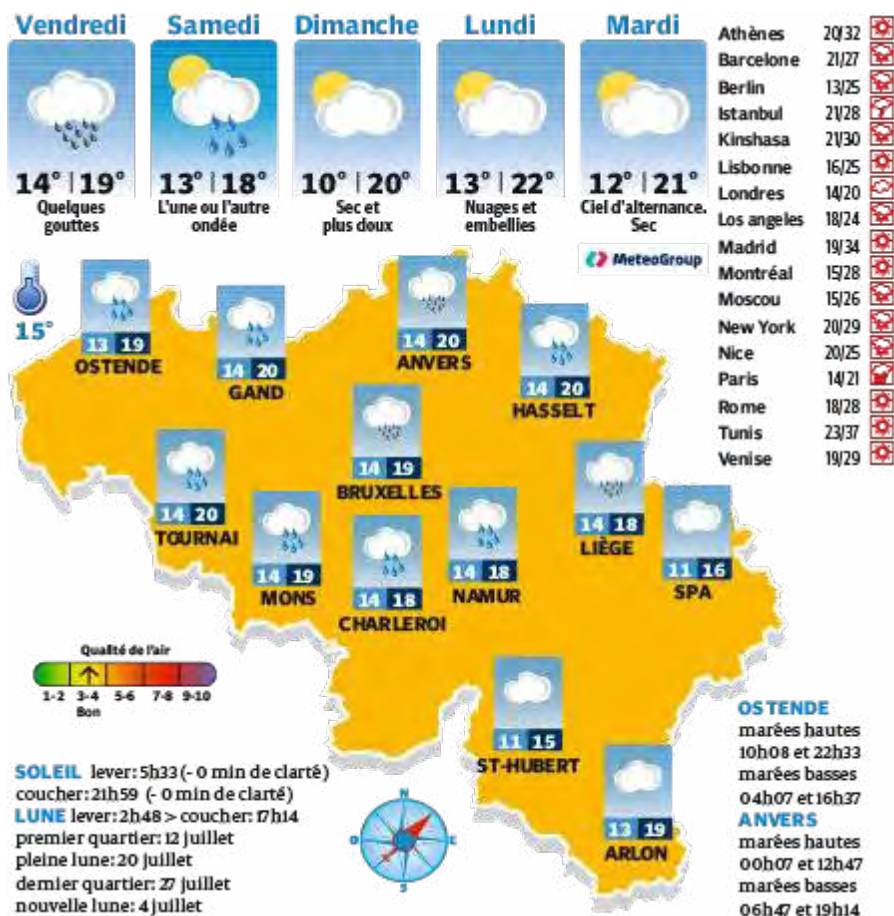 Vendredi
14° | 19°
Quelques
gouttes
Samedi
13° | 18°
L'une ou l'autre
ondée
Dimanche
10° | 20°
Sec et
plus doux
Lundi
13° | 22°
Nuages et
embellies
Mardi
12° | 21°
Ciel d'alternance.
Sec
MeteoGroup
Athènes 20/32
Barcelone 21/27
Berlin 13/25
Istanbul 21/28
Kinshasa 21/30
Lisbonne 16/25
Londres 14/20
Los angeles 18/24
Madrid 19/34
Montréal 15/28
Moscou 15/26
New York 20/29
Nice 20/25
Paris 14/21
Rome 18/28
Tunis 23/37
Venise 19/29
15°
13 19
OSTENDE
14 20
GAND
14 20
ANVERS
14 20
HASSELT
14 19
BRUXELLES
14 20
TOURNAI
14 19
MONS
14 18
CHARLEROI
14 18
NAMUR
14 18
LIÈGE
11 16
SPA
11 15
ST-HUBERT
13 19
ARLON
Qualité de l'air
1-2 3-4 5-6 7-8 9-10
Bon
SOLEIL lever: 5h33 (- 0 min de clarté)
coucher: 21h59 (- 0 min de clarté)
LUNE lever: 2h48 > coucher: 17h14
premier quartier: 12 juillet
pleine lune: 20 juillet
dernier quartier: 27 juillet
nouvelle lune: 4 juillet
N
O
E
S
OSTENDE
marées hautes
10h08 et 22h33
marées basses
04h07 et 16h37
ANVERS
marées hautes
00h07 et 12h47
marées basses
06h47 et 19h14